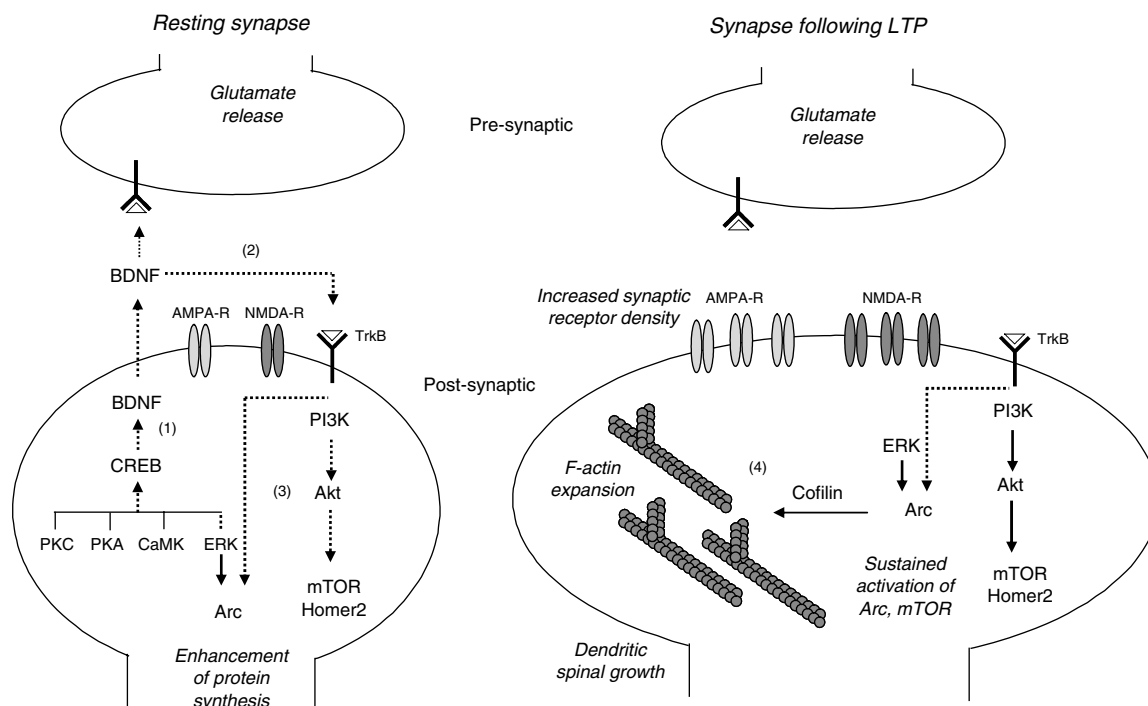 Resting synapse
Glutamate
release
BDNF
(2)
AMPA-R
NMDA-R
TrkB
BDNF
(1)
CREB
PKC
PKA
CaMK
ERK
Arc
PI3K
(3)
Akt
mTOR
Homer2
Enhancement
of protein
synthesis
Pre-synaptic
Post-synaptic
Synapse following LTP
Glutamate
release
Increased synaptic
receptor density
AMPA-R
NMDA-R
TrkB
PI3K
ERK
(4)
F-actin
expansion
Cofilin
Arc
Akt
Sustained
activation of
Arc, mTOR
mTOR
Homer2
Dendritic
spinal growth